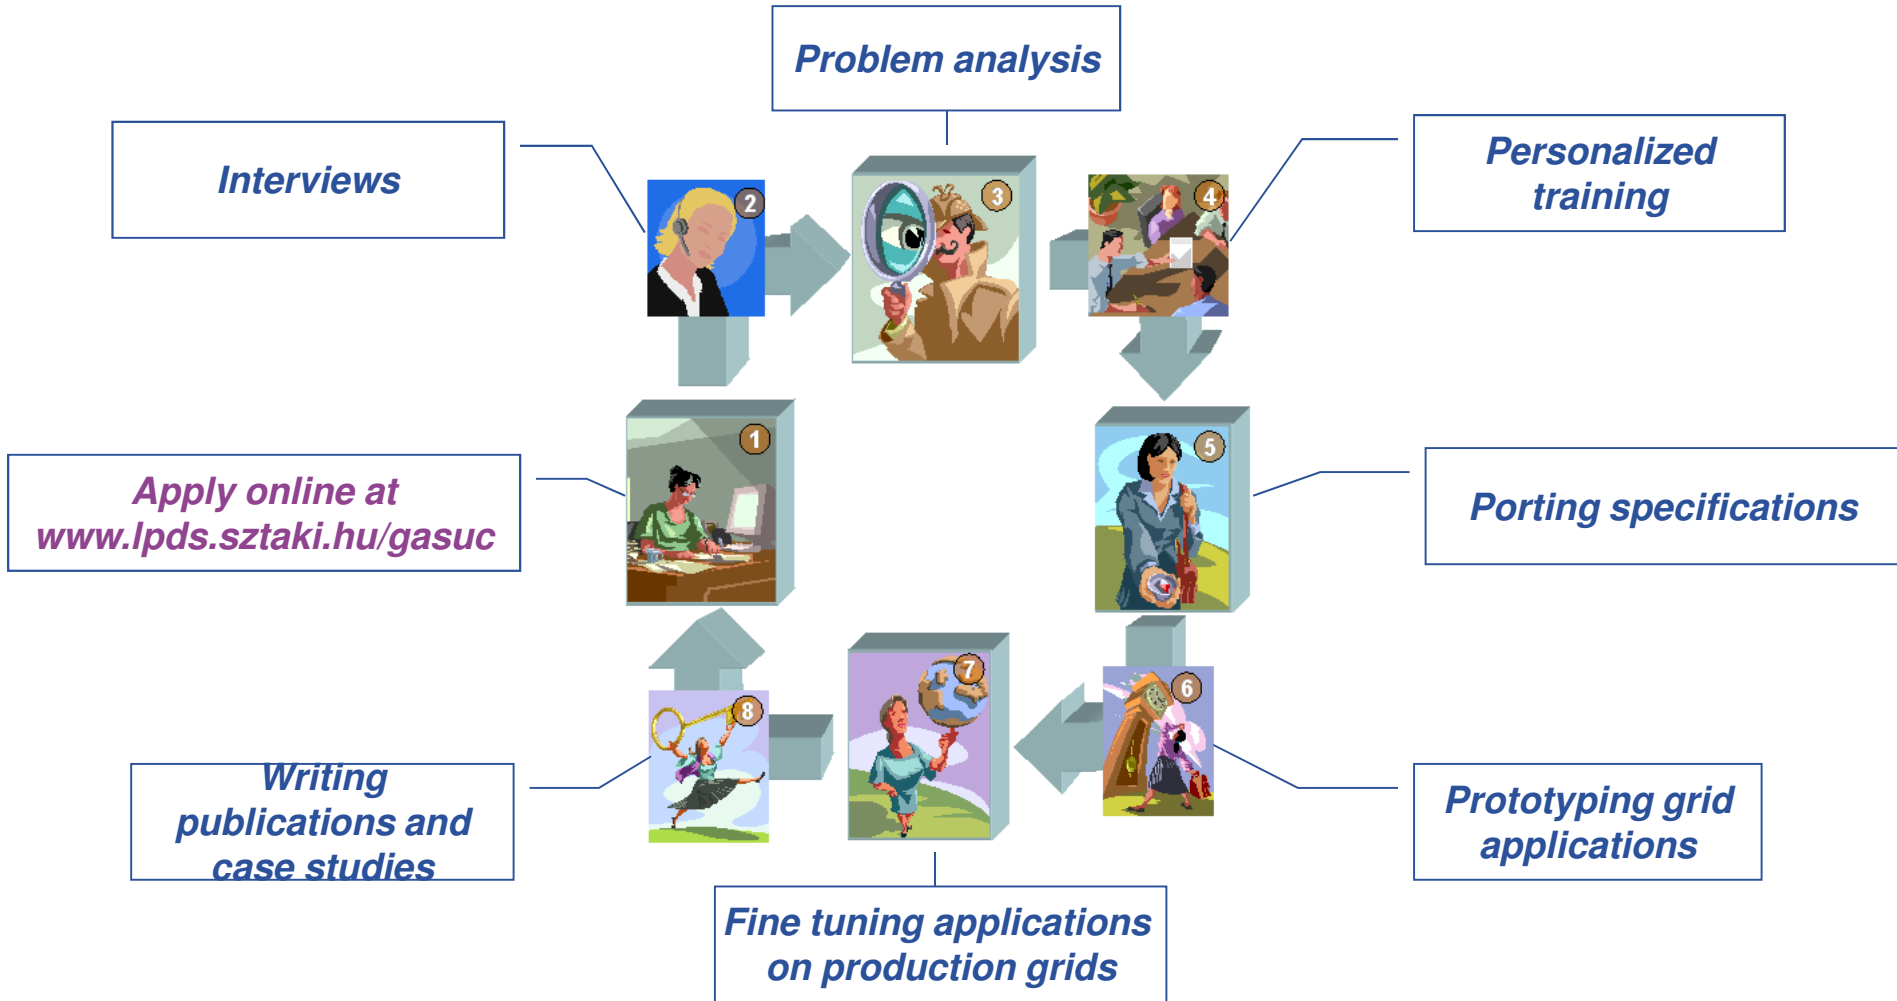 Problem analysis
Interviews
Personalized
training
2
3
4
Apply online at
www.lpds.sztaki.hu/gasuc
1
5
Porting specifications
Writing
publications and
case studies
8
7
6
Prototyping grid
applications
Fine tuning applications
on production grids